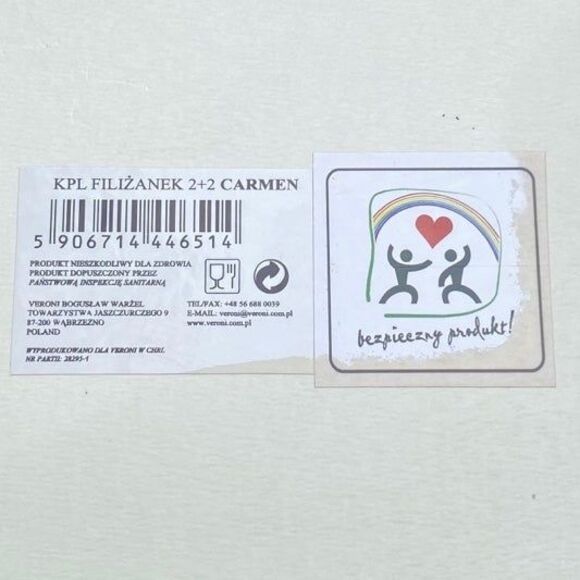 KPL FILIŻANEK 2+2 CARMEN
5 906714 446514
PRODUKT NIESZKODLIWY DLA ZDROWIA
PRODUKT DOPUSZCZONY PRZEZ
PAŃSTWOWĄ INSPEKCJĘ SANITARNĄ
VERONI BOGUSŁAW WARŻEL
TOWARZYSTWA JASZCZURCZEGO 9
87-200 WĄBRZEŹNO
POLAND
TEL/FAX: +48 56 688 0039
E-MAIL: veroni@veroni.com.pl
www.veroni.com.pl
WYPRODUKOWANO DLA VERONI W CHRL
NR PARTII: 28295-1
bezpieczny produkt!